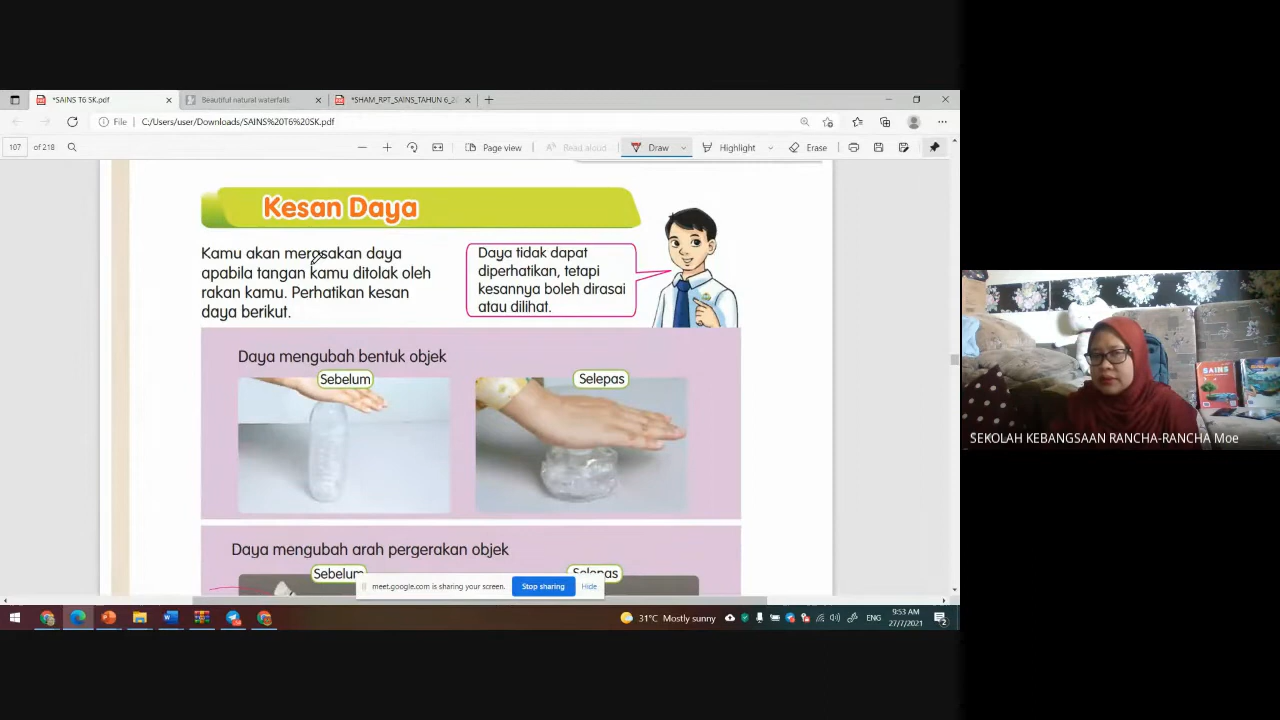 *SAINS T6 SK.pdf
Beautiful natural waterfalls
*SHAM_RPT_SAINS_TAHUN 6_2
File
C:/Users/user/Downloads/SAINS%20T6%20SK.pdf
107 of 218
Page view
Read aloud
Draw
Highlight
Erase
Kesan Daya
Kamu akan merasakan daya
apabila tangan kamu ditolak oleh
rakan kamu. Perhatikan kesan
daya berikut.
Daya tidak dapat
diperhatikan, tetapi
kesannya boleh dirasai
atau dilihat.
Daya mengubah bentuk objek
Sebelum
Selepas
Daya mengubah arah pergerakan objek
Sebelum
Selepas
meet.google.com is sharing your screen.
Stop sharing
Hide
31°C Mostly sunny
ENG
9:53 AM
27/7/2021
2
SAINS
SEKOLAH KEBANGSAAN RANCHA-RANCHA Moe